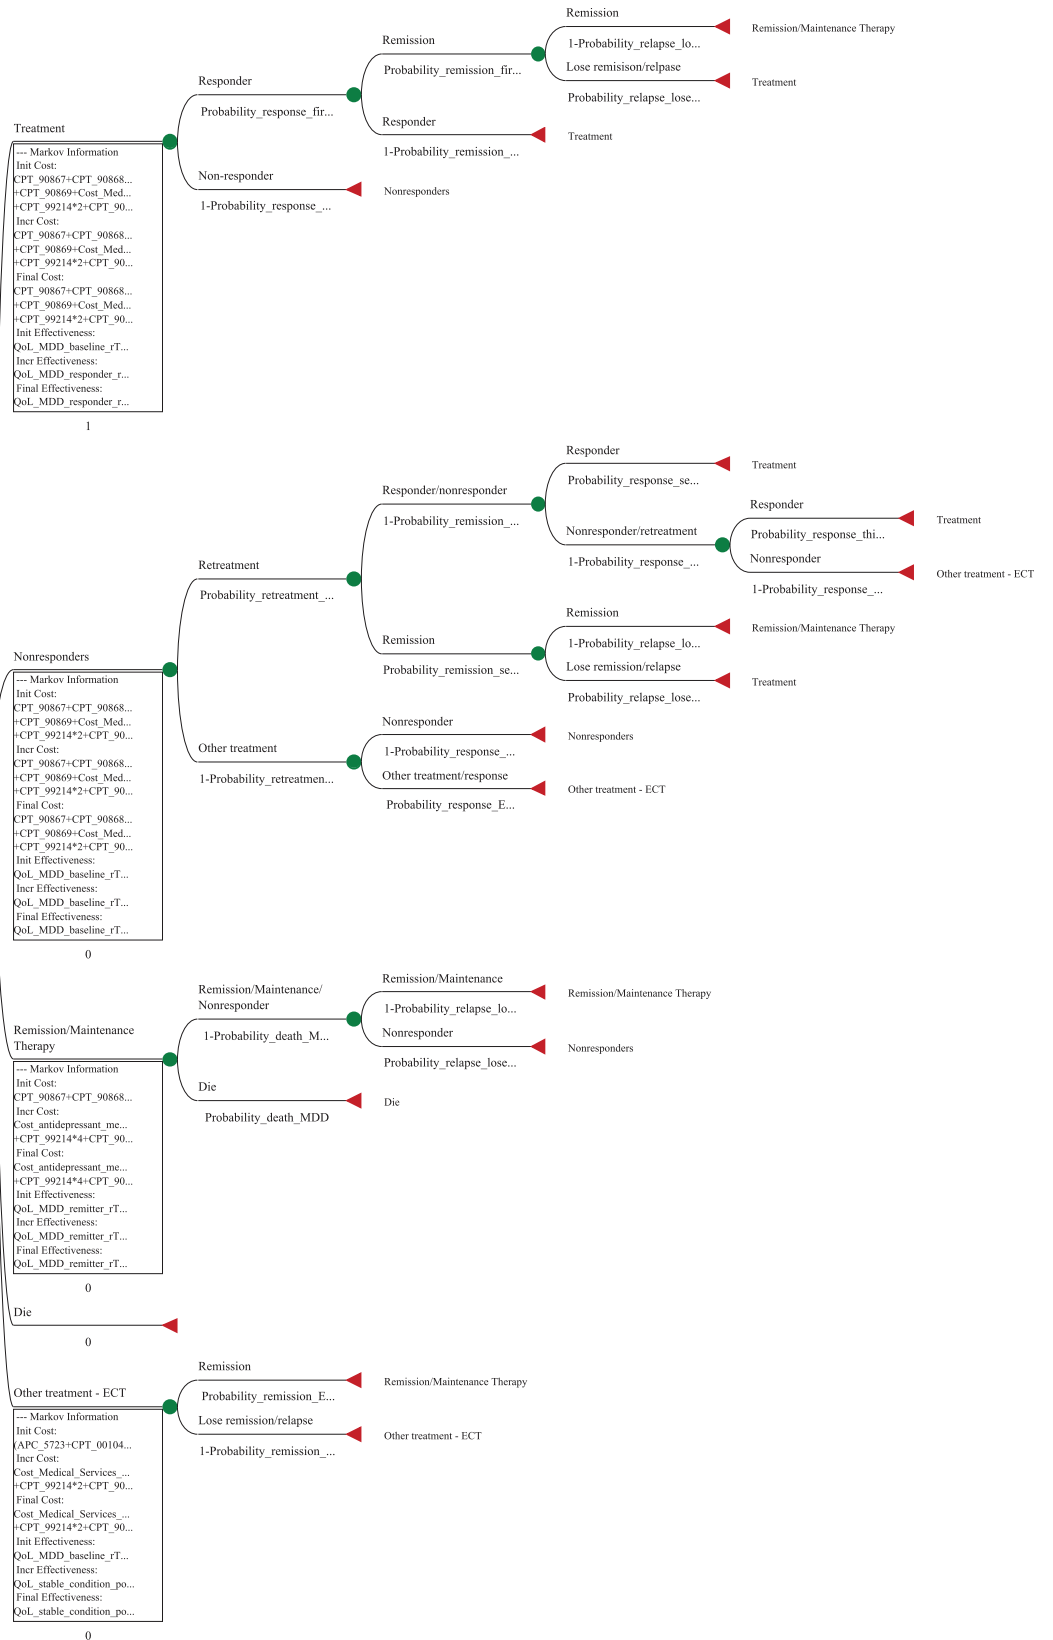 Remission
1-Probability_relapse_lo...
Remission/Maintenance Therapy
Remission
Probability_remission_fir...
Lose remisison/relpase
Probability_relapse_lose...
Treatment
Responder
Probability_response_fir...
Responder
1-Probability_remission_...
Treatment
Treatment
Non-responder
1-Probability_response_...
Nonresponders
--- Markov Information
Init Cost:
CPT_90867+CPT_90868...
+CPT_90869+Cost_Med...
+CPT_99214*2+CPT_90...
Incr Cost:
CPT_90867+CPT_90868...
+CPT_90869+Cost_Med...
+CPT_99214*2+CPT_90...
Final Cost:
CPT_90867+CPT_90868...
+CPT_90869+Cost_Med...
+CPT_99214*2+CPT_90...
Init Effectiveness:
QoL_MDD_baseline_rT...
Incr Effectiveness:
QoL_MDD_responder_r...
Final Effectiveness:
QoL_MDD_responder_r...
1
Responder
Probability_response_se...
Treatment
Responder/nonresponder
1-Probability_remission_...
Nonresponder/retreatment
1-Probability_response_...
Responder
Probability_response_thi...
Treatment
Nonresponder
1-Probability_response_...
Other treatment - ECT
Retreatment
Probability_retreatment_...
Remission
Probability_remission_se...
Remission
1-Probability_relapse_lo...
Remission/Maintenance Therapy
Lose remission/relapse
Probability_relapse_lose...
Treatment
Nonresponders
Other treatment
1-Probability_retreatmen...
Nonresponder
1-Probability_response_...
Nonresponders
Other treatment/response
Probability_response_E...
Other treatment - ECT
--- Markov Information
Init Cost:
CPT_90867+CPT_90868...
+CPT_90869+Cost_Med...
+CPT_99214*2+CPT_90...
Incr Cost:
CPT_90867+CPT_90868...
+CPT_90869+Cost_Med...
+CPT_99214*2+CPT_90...
Final Cost:
CPT_90867+CPT_90868...
+CPT_90869+Cost_Med...
+CPT_99214*2+CPT_90...
Init Effectiveness:
QoL_MDD_baseline_rT...
Incr Effectiveness:
QoL_MDD_baseline_rT...
Final Effectiveness:
QoL_MDD_baseline_rT...
0
Remission/Maintenance/
Nonresponder
1-Probability_death_M...
Remission/Maintenance
1-Probability_relapse_lo...
Remission/Maintenance Therapy
Nonresponder
Probability_relapse_lose...
Nonresponders
Remission/Maintenance
Therapy
Die
Probability_death_MDD
Die
--- Markov Information
Init Cost:
CPT_90867+CPT_90868...
Incr Cost:
Cost_antidepressant_me...
+CPT_99214*4+CPT_90...
Final Cost:
Cost_antidepressant_me...
+CPT_99214*4+CPT_90...
Init Effectiveness:
QoL_MDD_remitter_rT...
Incr Effectiveness:
QoL_MDD_remitter_rT...
Final Effectiveness:
QoL_MDD_remitter_rT...
0
Die
0
Remission
Probability_remission_E...
Remission/Maintenance Therapy
Other treatment - ECT
Lose remission/relapse
1-Probability_remission_...
Other treatment - ECT
--- Markov Information
Init Cost:
(APC_5723+CPT_00104...
Incr Cost:
Cost_Medical_Services_...
+CPT_99214*2+CPT_90...
Final Cost:
Cost_Medical_Services_...
+CPT_99214*2+CPT_90...
Init Effectiveness:
QoL_MDD_baseline_rT...
Incr Effectiveness:
QoL_stable_condition_po...
Final Effectiveness:
QoL_stable_condition_po...
0